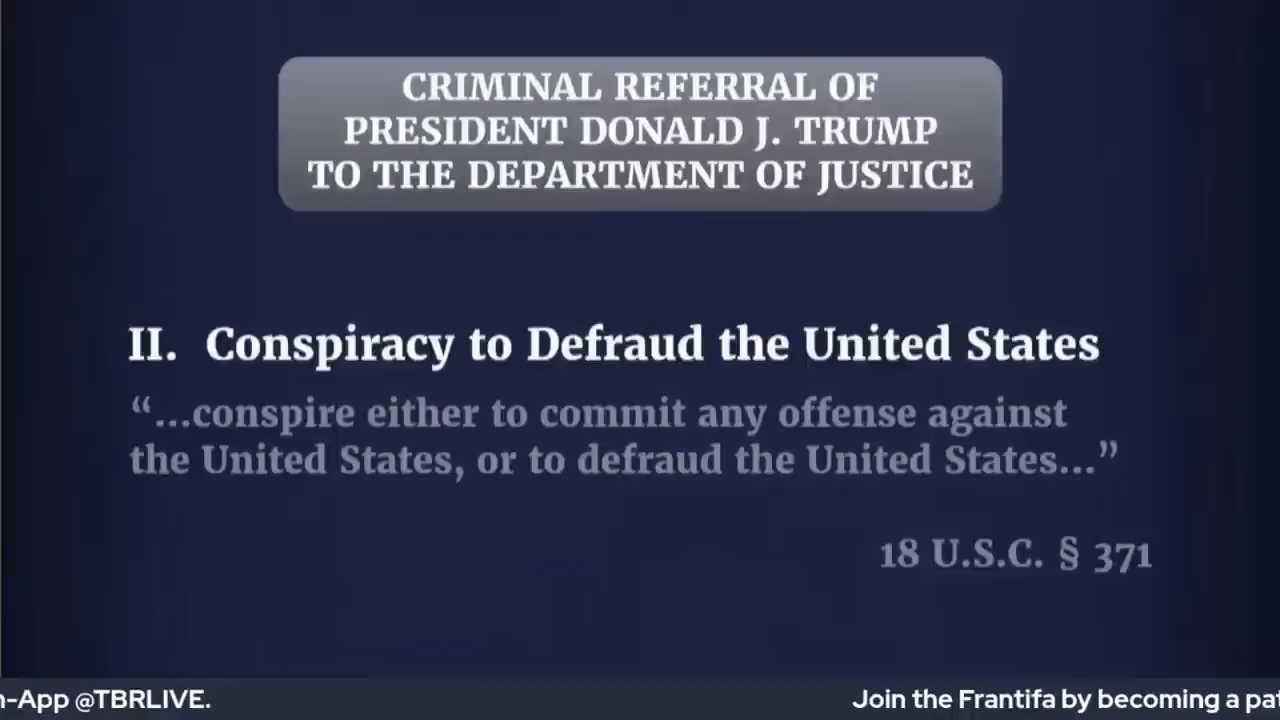 CRIMINAL REFERRAL OF
PRESIDENT DONALD J. TRUMP
TO THE DEPARTMENT OF JUSTICE
II. Conspiracy to Defraud the United States
“...conspire either to commit any offense against
the United States, or to defraud the United States...”
18 U.S.C. § 371
-App @TBRLIVE. Join the Frantifa by becoming a